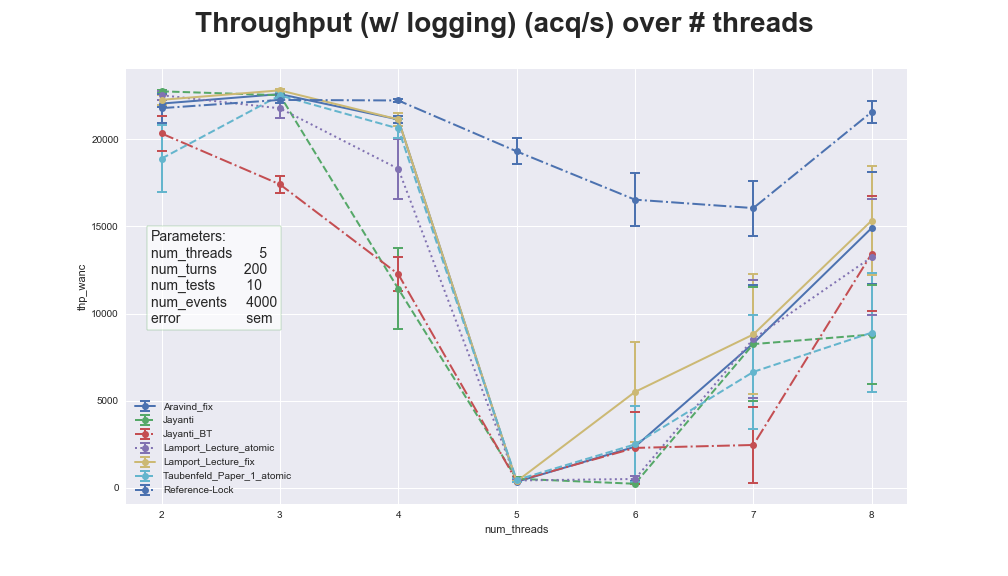 Throughput (w/ logging) (acq/s) over # threads
thp_wanc
20000
15000
10000
5000
0
Parameters:
num_threads 5
num_turns 200
num_tests 10
num_events 4000
error sem
Aravind_fix
Jayanti
Jayanti_BT
Lamport_Lecture_atomic
Lamport_Lecture_fix
Taubenfeld_Paper_1_atomic
Reference-Lock
2 3 4 5 6 7 8
num_threads